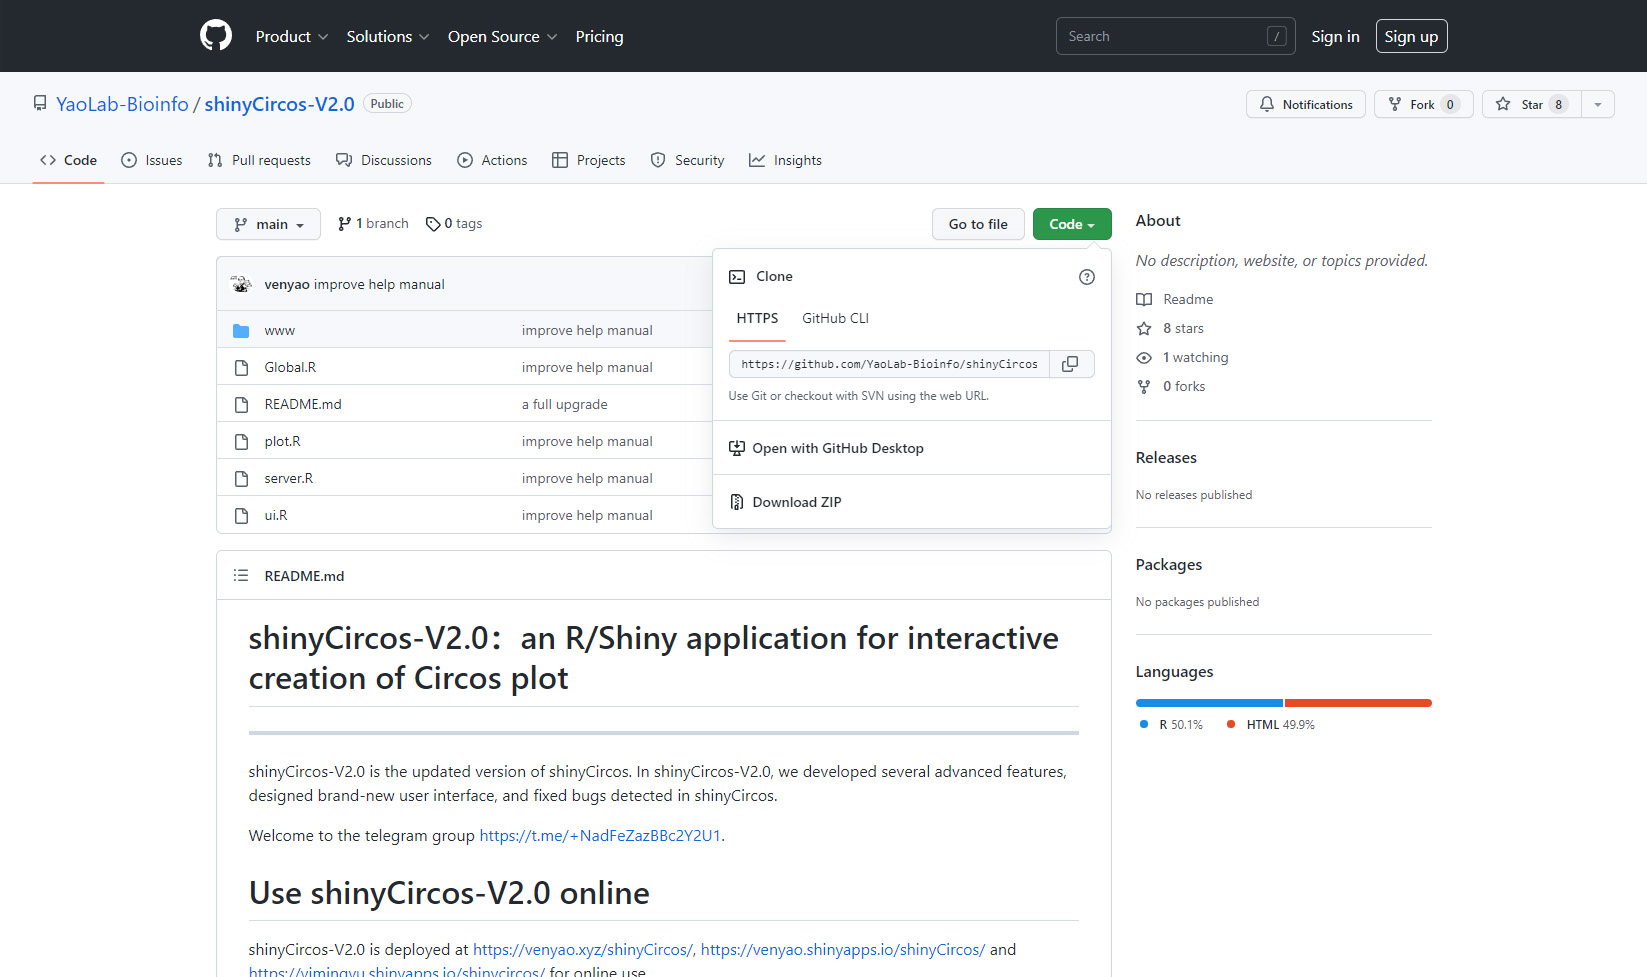 Product Solutions Open Source Pricing Search / Sign in Sign up
YaoLab-Bioinfo / shinyCircos-V2.0 Public Notifications Fork 0 Star 8
Code Issues Pull requests Discussions Actions Projects Security Insights
main 1 branch 0 tags Go to file Code
venyao improve help manual
www improve help manual
Global.R improve help manual
README.md a full upgrade
plot.R improve help manual
server.R improve help manual
ui.R improve help manual
Clone
HTTPS GitHub CLI
https://github.com/YaoLab-Bioinfo/shinyCircos
Use Git or checkout with SVN using the web URL.
Open with GitHub Desktop
Download ZIP
About
No description, website, or topics provided.
Readme
8 stars
1 watching
0 forks
Releases
No releases published
Packages
No packages published
Languages
R 50.1% HTML 49.9%
README.md
shinyCircos-V2.0：an R/Shiny application for interactive
creation of Circos plot
shinyCircos-V2.0 is the updated version of shinyCircos. In shinyCircos-V2.0, we developed several advanced features,
designed brand-new user interface, and fixed bugs detected in shinyCircos.
Welcome to the telegram group https://t.me/+NadFeZazBBc2Y2U1.
Use shinyCircos-V2.0 online
shinyCircos-V2.0 is deployed at https://venyao.xyz/shinyCircos/, https://venyao.shinyapps.io/shinyCircos/ and
https://yimingyu.shinyapps.io/shinycircos/ for online use.